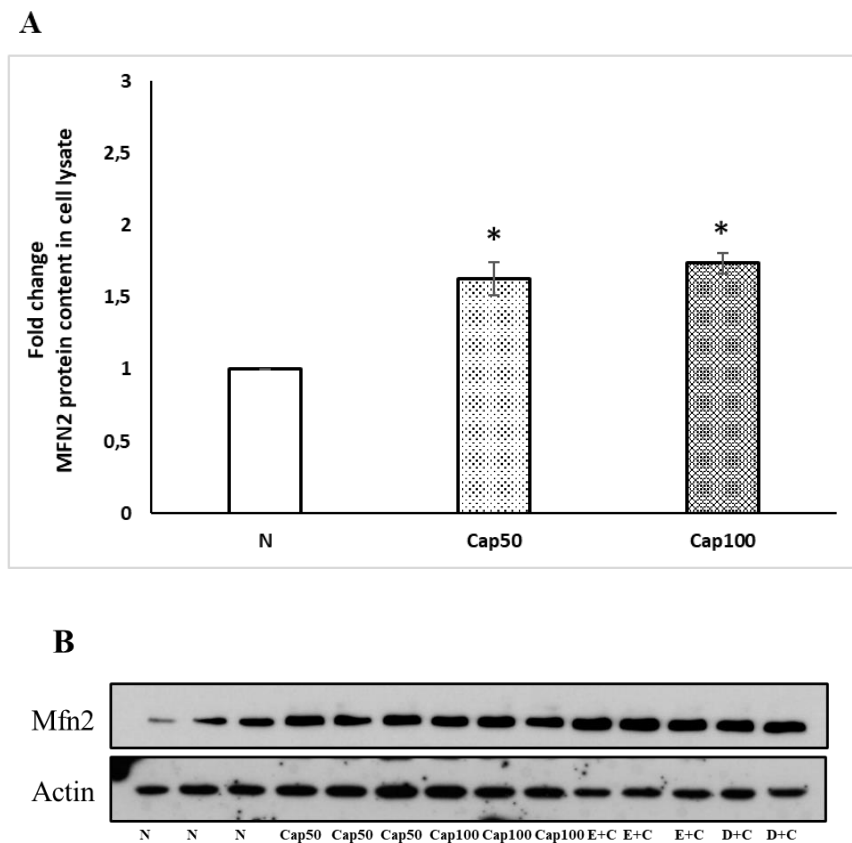 A
Fold change
MFN2 protein content in cell lysate
3
2,5
2
1,5
1
0,5
0
*
*
N Cap50 Cap100
B
Mfn2
Actin
N N N Cap50 Cap50 Cap50 Cap100 Cap100 Cap100 E+C E+C E+C D+C D+C